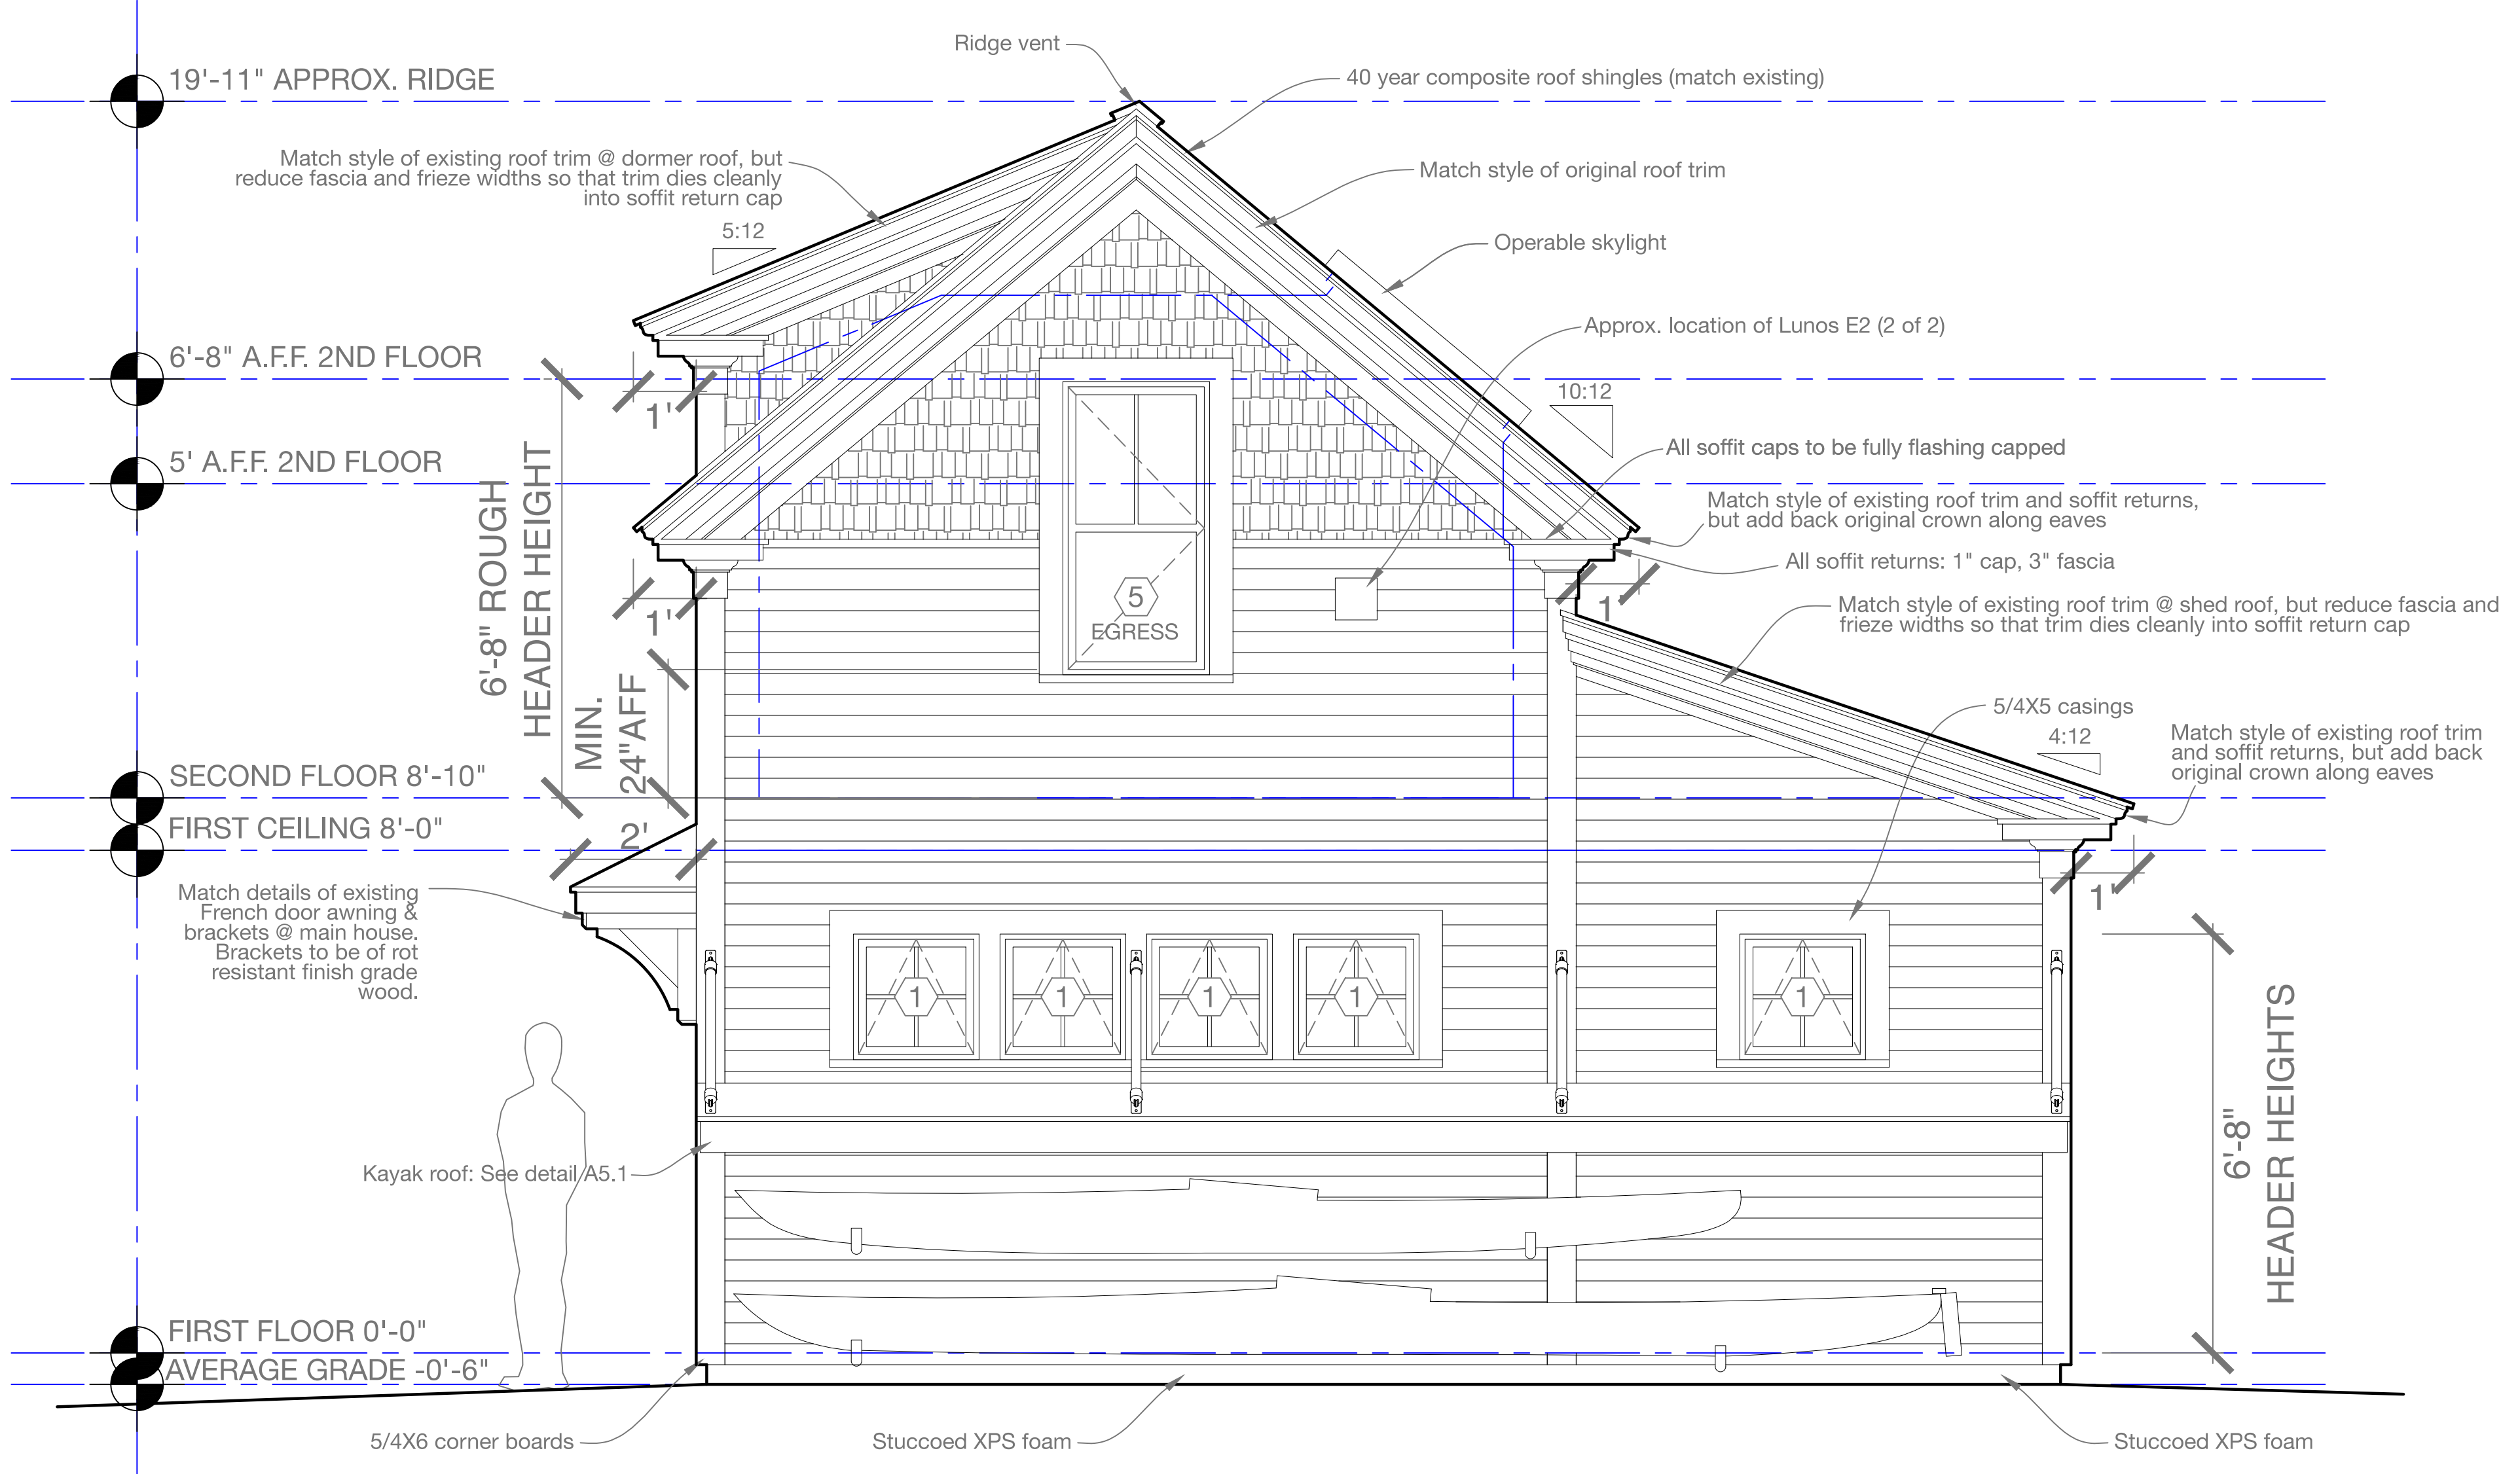 Ridge vent
19'-11" APPROX. RIDGE
40 year composite roof shingles (match existing)
Match style of existing roof trim @ dormer roof, but
reduce fascia and frieze widths so that trim dies cleanly
into soffit return cap
Match style of original roof trim
5:12
Operable skylight
Approx. location of Lunos E2 (2 of 2)
6'-8" A.F.F. 2ND FLOOR
1'
10:12
5' A.F.F. 2ND FLOOR
All soffit caps to be fully flashing capped
Match style of existing roof trim and soffit returns,
but add back original crown along eaves
All soffit returns: 1" cap, 3" fascia
6'-8" ROUGH
HEADER HEIGHT
1'
5
EGRESS
1'
Match style of existing roof trim @ shed roof, but reduce fascia and
frieze widths so that trim dies cleanly into soffit return cap
MIN.
24"AFF
5/4X5 casings
4:12
Match style of existing roof trim
and soffit returns, but add back
original crown along eaves
SECOND FLOOR 8'-10"
FIRST CEILING 8'-0"
2'
1'
Match details of existing
French door awning &
brackets @ main house.
Brackets to be of rot
resistant finish grade
wood.
1
1
1
1
1
6'-8"
HEADER HEIGHTS
Kayak roof: See detail A5.1
FIRST FLOOR 0'-0"
AVERAGE GRADE -0'-6"
5/4X6 corner boards
Stuccoed XPS foam
Stuccoed XPS foam